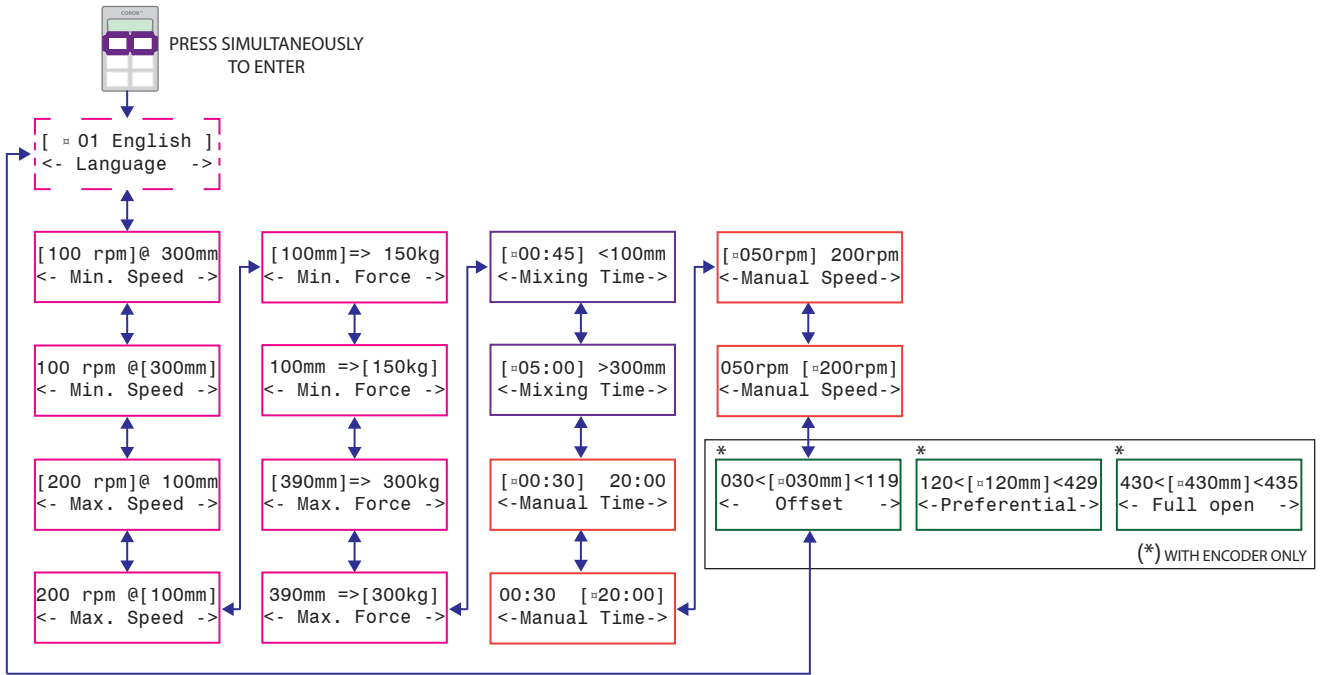 COROB™
PRESS SIMULTANEOUSLY
TO ENTER
[ ¤ 01 English ]
<- Language ->
[100 rpm]@ 300mm
<- Min. Speed ->
100 rpm @[300mm]
<- Min. Speed ->
[200 rpm]@ 100mm
<- Max. Speed ->
200 rpm @[100mm]
<- Max. Speed ->
[100mm]=> 150kg
<- Min. Force ->
100mm =>[150kg]
<- Min. Force ->
[390mm]=> 300kg
<- Max. Force ->
390mm =>[300kg]
<- Max. Force ->
[¤00:45] <100mm
<-Mixing Time->
[¤05:00] >300mm
<-Mixing Time->
[¤00:30] 20:00
<-Manual Time->
00:30 [¤20:00]
<-Manual Time->
[¤050rpm] 200rpm
<-Manual Speed->
050rpm [¤200rpm]
<-Manual Speed->
*
030<[¤030mm]<119
<- Offset ->
*
120<[¤120mm]<429
<-Preferential->
*
430<[¤430mm]<435
<- Full open ->
(*) WITH ENCODER ONLY